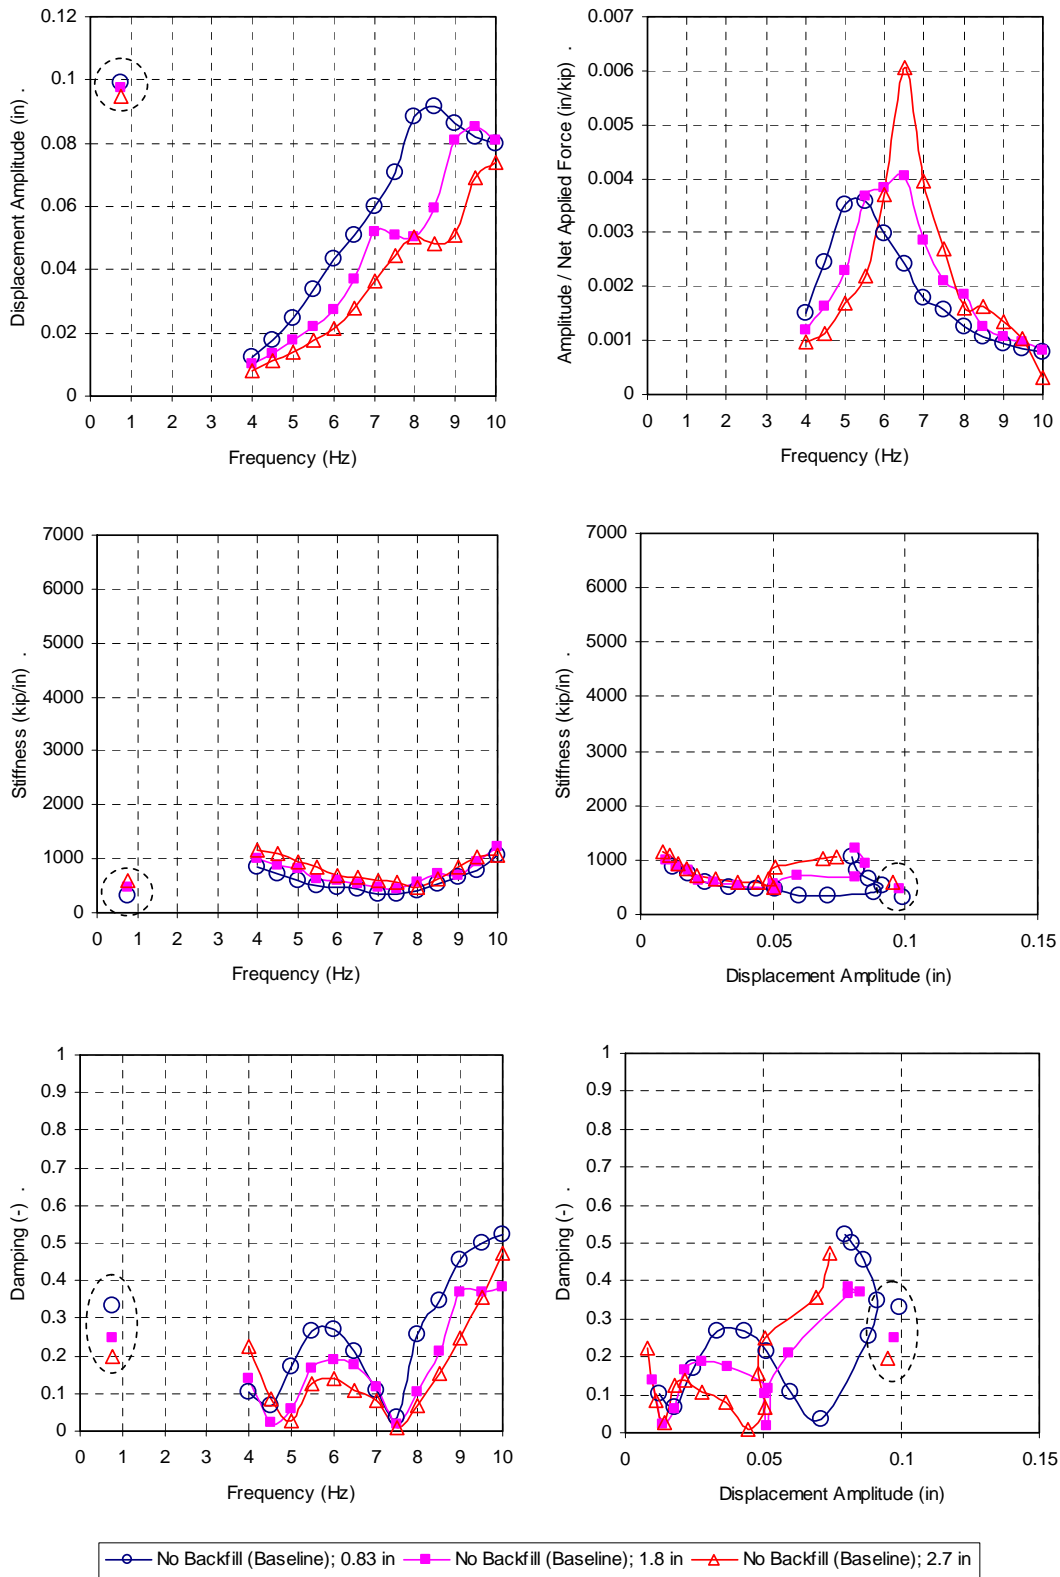 0.12
0.1
0.08
0.06
0.04
0.02
0
Displacement Amplitude (in) .
0 1 2 3 4 5 6 7 8 9 10
Frequency (Hz)
0.007
0.006
0.005
0.004
0.003
0.002
0.001
0
Amplitude / Net Applied Force (in/kip) .
0 1 2 3 4 5 6 7 8 9 10
Frequency (Hz)
7000
6000
5000
4000
3000
2000
1000
0
Stiffness (kip/in) .
0 1 2 3 4 5 6 7 8 9 10
Frequency (Hz)
7000
6000
5000
4000
3000
2000
1000
0
Stiffness (kip/in) .
0 0.05 0.1 0.15
Displacement Amplitude (in)
1
0.9
0.8
0.7
0.6
0.5
0.4
0.3
0.2
0.1
0
Damping (-) .
0 1 2 3 4 5 6 7 8 9 10
Frequency (Hz)
1
0.9
0.8
0.7
0.6
0.5
0.4
0.3
0.2
0.1
0
Damping (-) .
0 0.05 0.1 0.15
Displacement Amplitude (in)
No Backfill (Baseline); 0.83 in No Backfill (Baseline); 1.8 in No Backfill (Baseline); 2.7 in